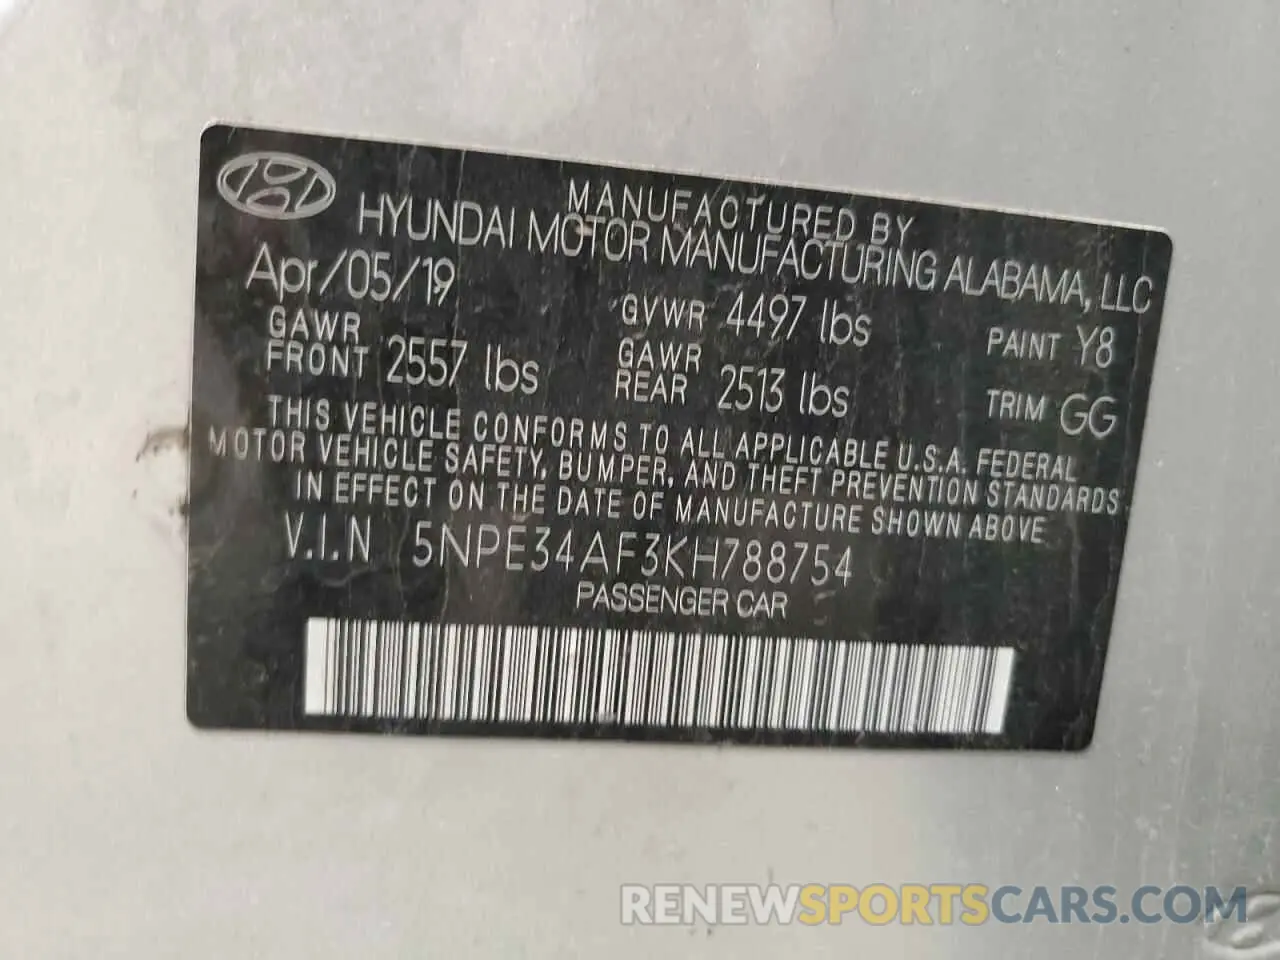 MANUFACTURED BY
HYUNDAI MOTOR MANUFACTURING ALABAMA, LLC
Apr/05/19
GVWR 4497 lbs
PAINT Y8
GAWR FRONT 2557 lbs
GAWR REAR 2513 lbs
TRIM GG
THIS VEHICLE CONFORMS TO ALL APPLICABLE U.S.A. FEDERAL
MOTOR VEHICLE SAFETY, BUMPER, AND THEFT PREVENTION STANDARDS
IN EFFECT ON THE DATE OF MANUFACTURE SHOWN ABOVE.
V.I.N 5NPE34AF3KH788754
PASSENGER CAR
RENEWSPORTSCARS.COM